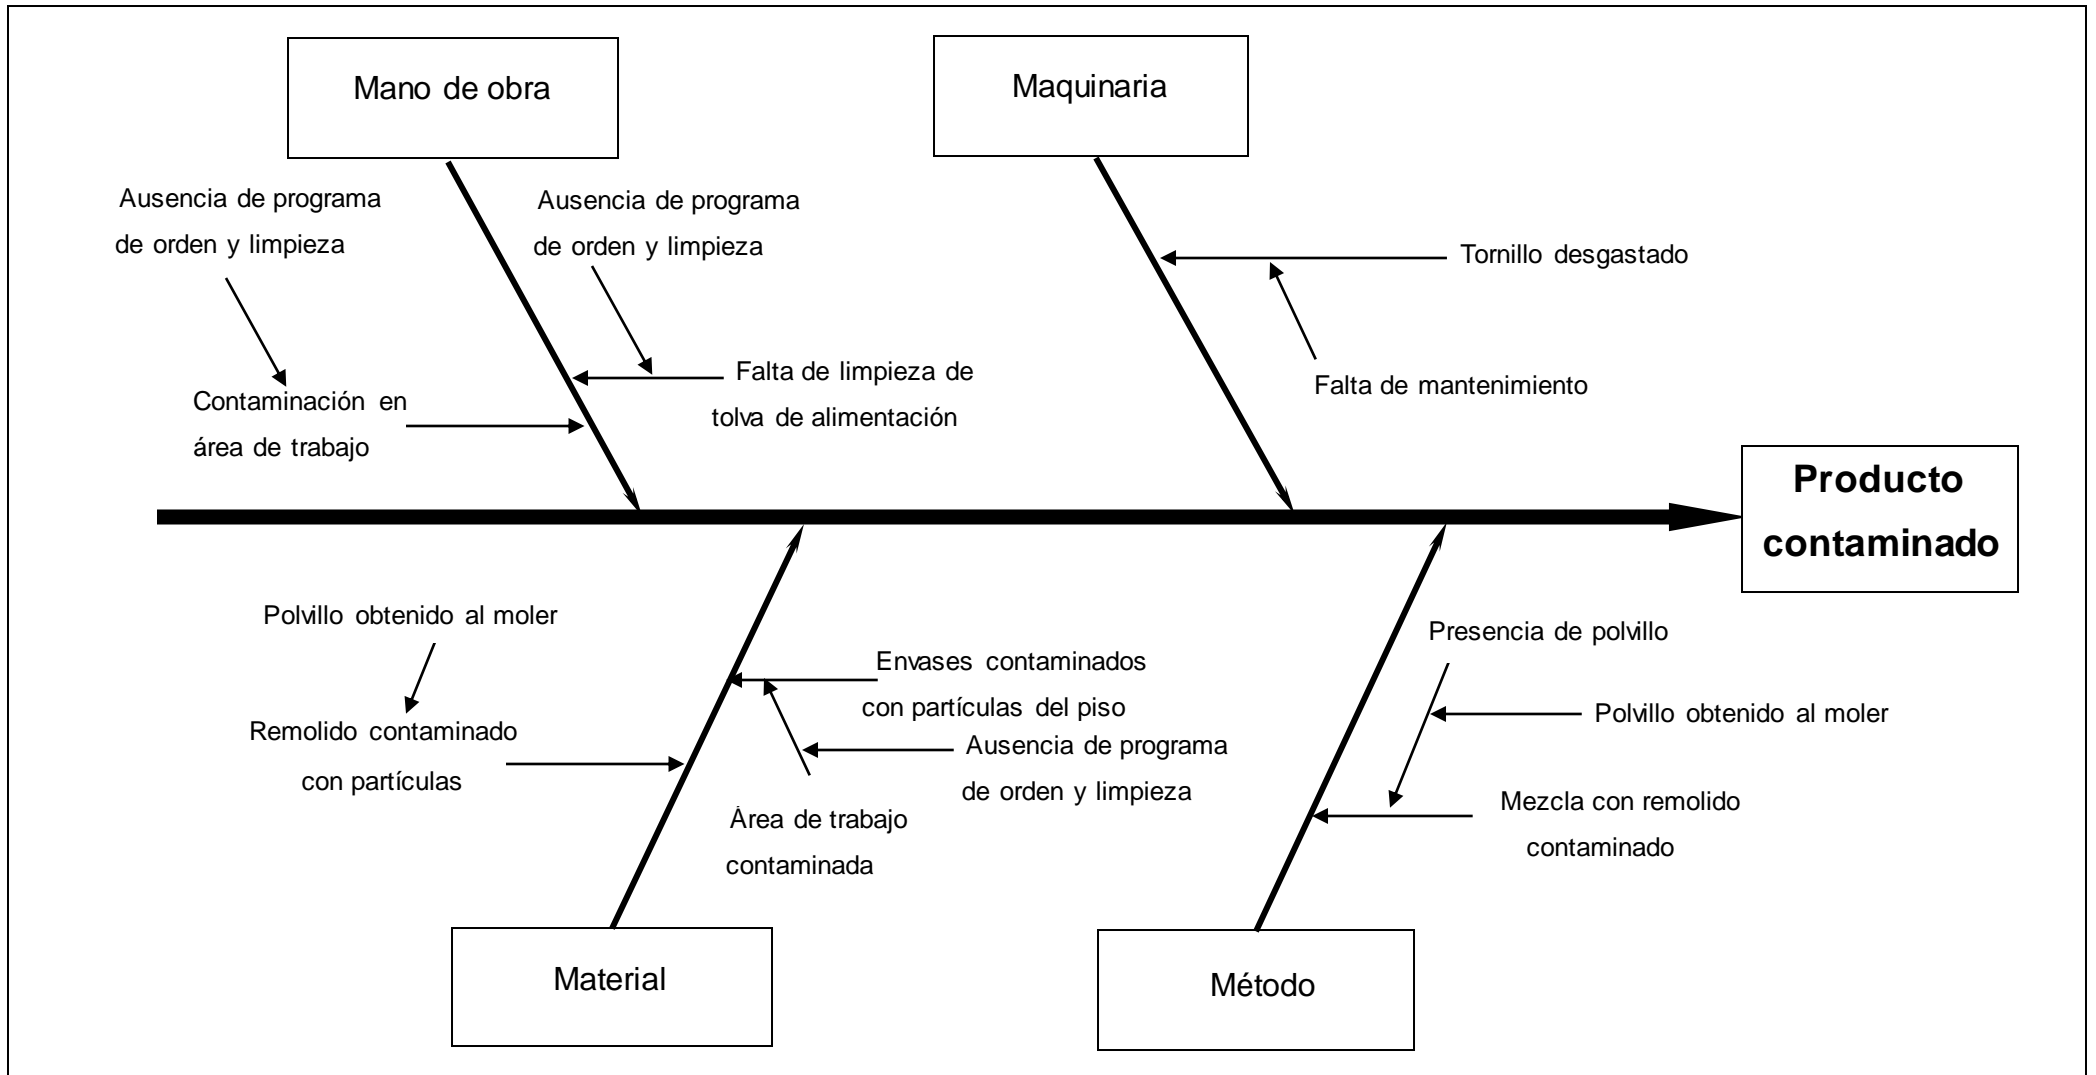 Mano de obra
Maquinaria
Ausencia de programa
de orden y limpieza
Ausencia de programa
de orden y limpieza
Tornillo desgastado
Falta de mantenimiento
Falta de limpieza de
tolva de alimentación
Contaminación en
área de trabajo
Producto
contaminado
Polvillo obtenido al moler
Remolido contaminado
con partículas
Envases contaminados
con partículas del piso
Ausencia de programa
de orden y limpieza
Área de trabajo
contaminada
Presencia de polvillo
Polvillo obtenido al moler
Mezcla con remolido
contaminado
Material
Método